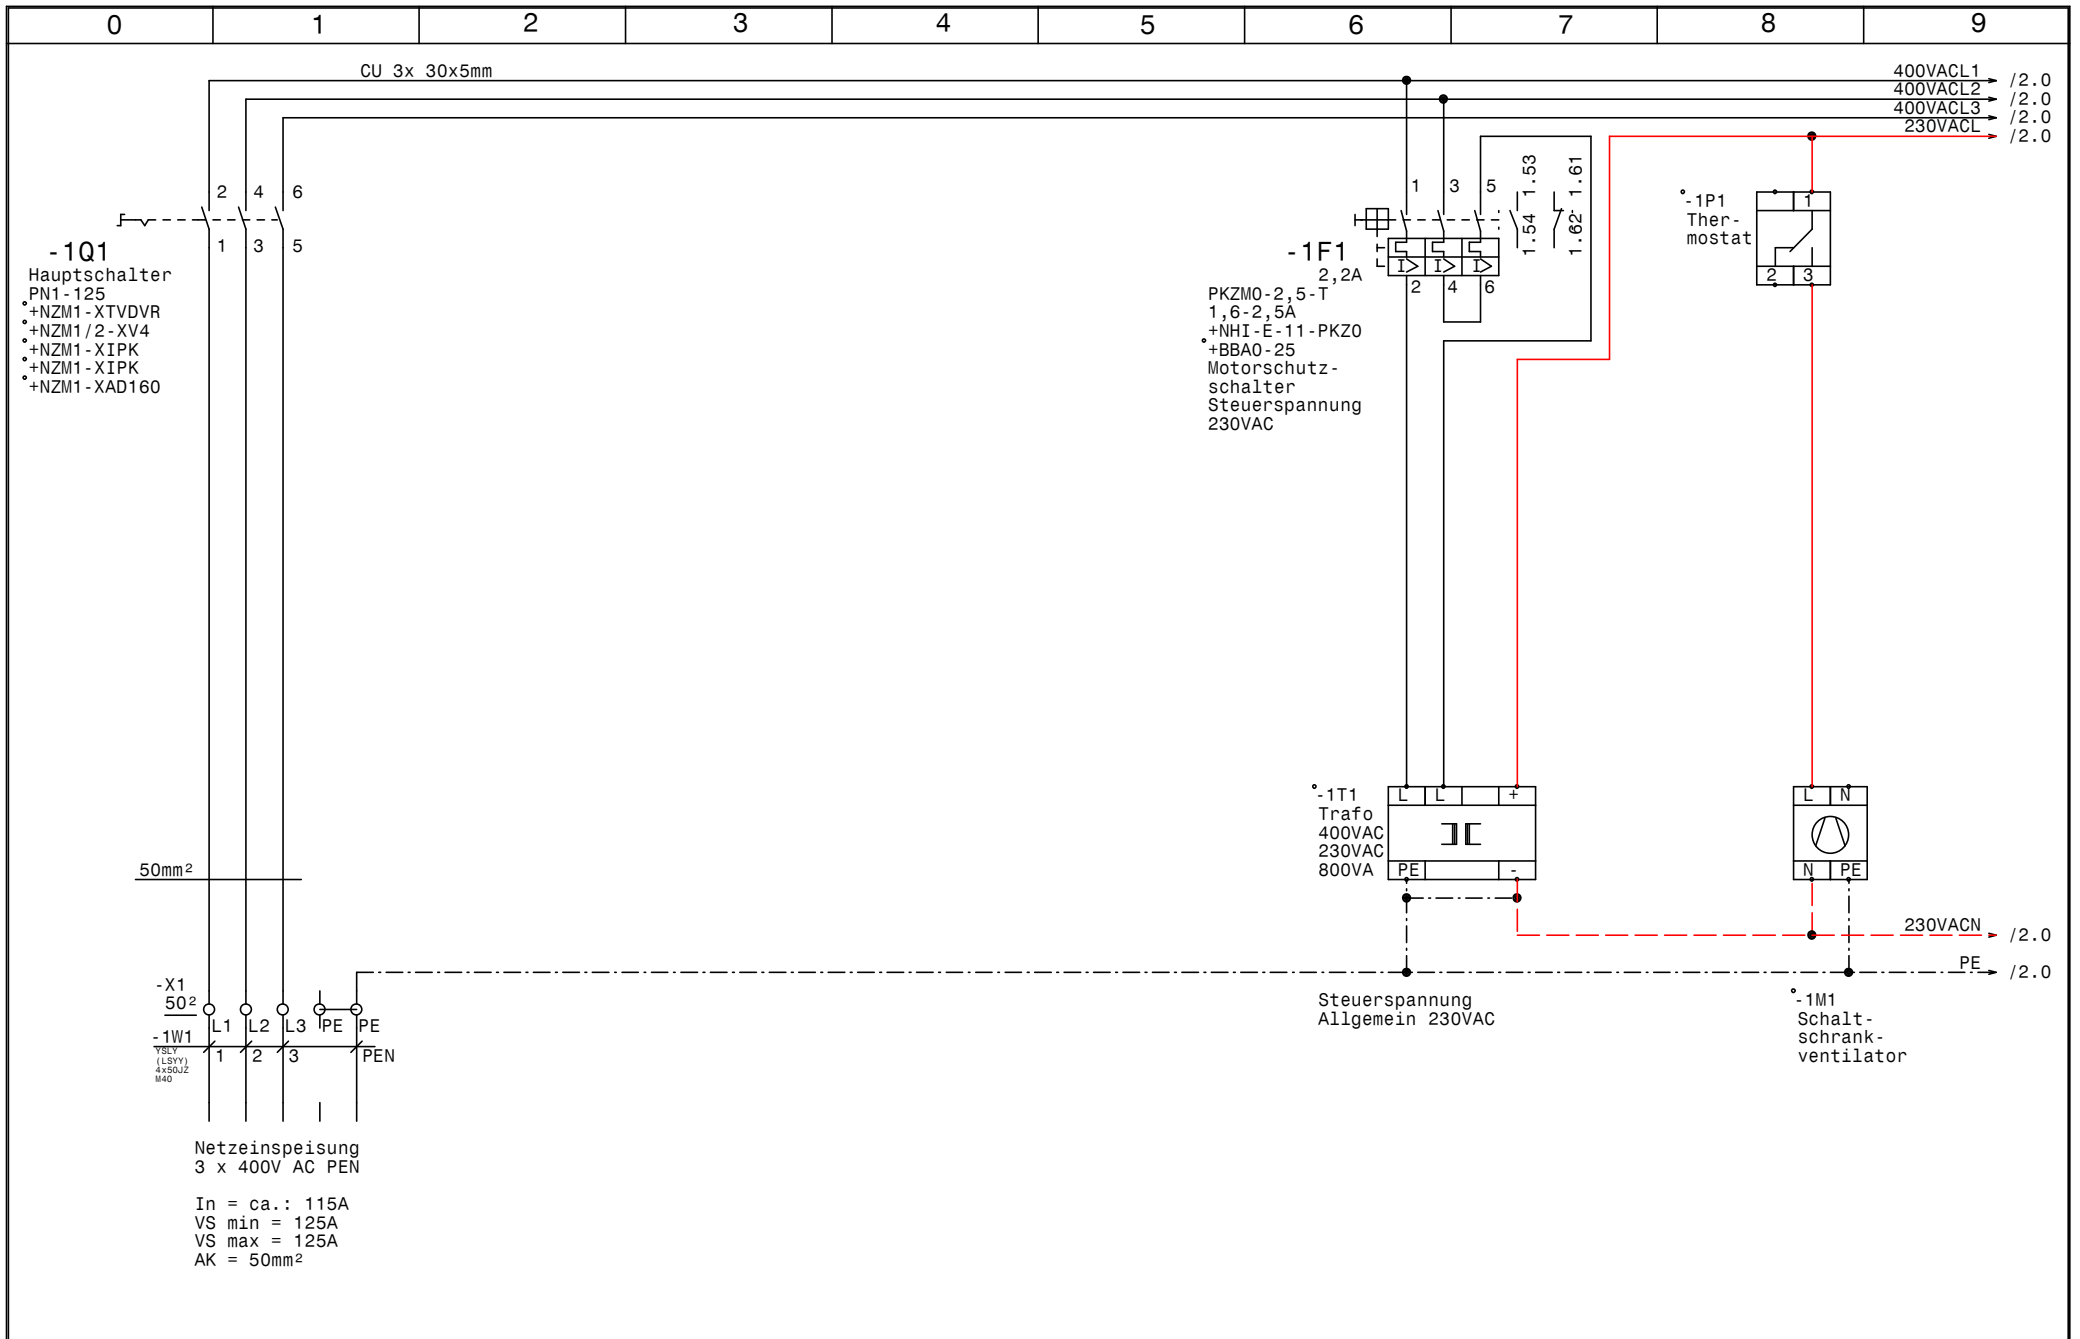 0 1 2 3 4 5 6 7 8 9
CU 3x 30x5mm
400VACL1 /2.0
400VACL2 /2.0
400VACL3 /2.0
230VACL /2.0
2 4 6
1 3 5
-1Q1
Hauptschalter
PN1-125
+NZM1-XTVDVR
+NZM1/2-XV4
+NZM1-XIPK
+NZM1-XIPK
+NZM1-XAD160
1 3 5
1.53
1.54
1.61
1.62
I> I> I>
2 4 6
-1F1
2,2A
PKZM0-2,5-T
1,6-2,5A
+NHI-E-11-PKZ0
+BBA0-25
Motorschutz-
schalter
Steuerspannung
230VAC
-1P1
Ther-
mostat
1
2 3
-1T1
Trafo
400VAC
230VAC
800VA
L L +
PE -
L N
N PE
50mm²
230VACN /2.0
PE /2.0
-X1
50²
L1 L2 L3 PE PE
-1W1
YSLY
(LSYY)
4x50JZ
M40
1 2 3 PEN
Steuerspannung
Allgemein 230VAC
-1M1
Schalt-
schrank-
ventilator
Netzeinspeisung
3 x 400V AC PEN
In = ca.: 115A
VS min = 125A
VS max = 125A
AK = 50mm²